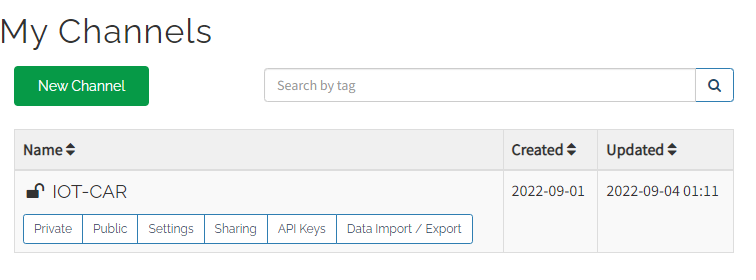 My Channels
New Channel
Search by tag
Name Created Updated
IOT-CAR 2022-09-01 2022-09-04 01:11
Private Public Settings Sharing API Keys Data Import / Export